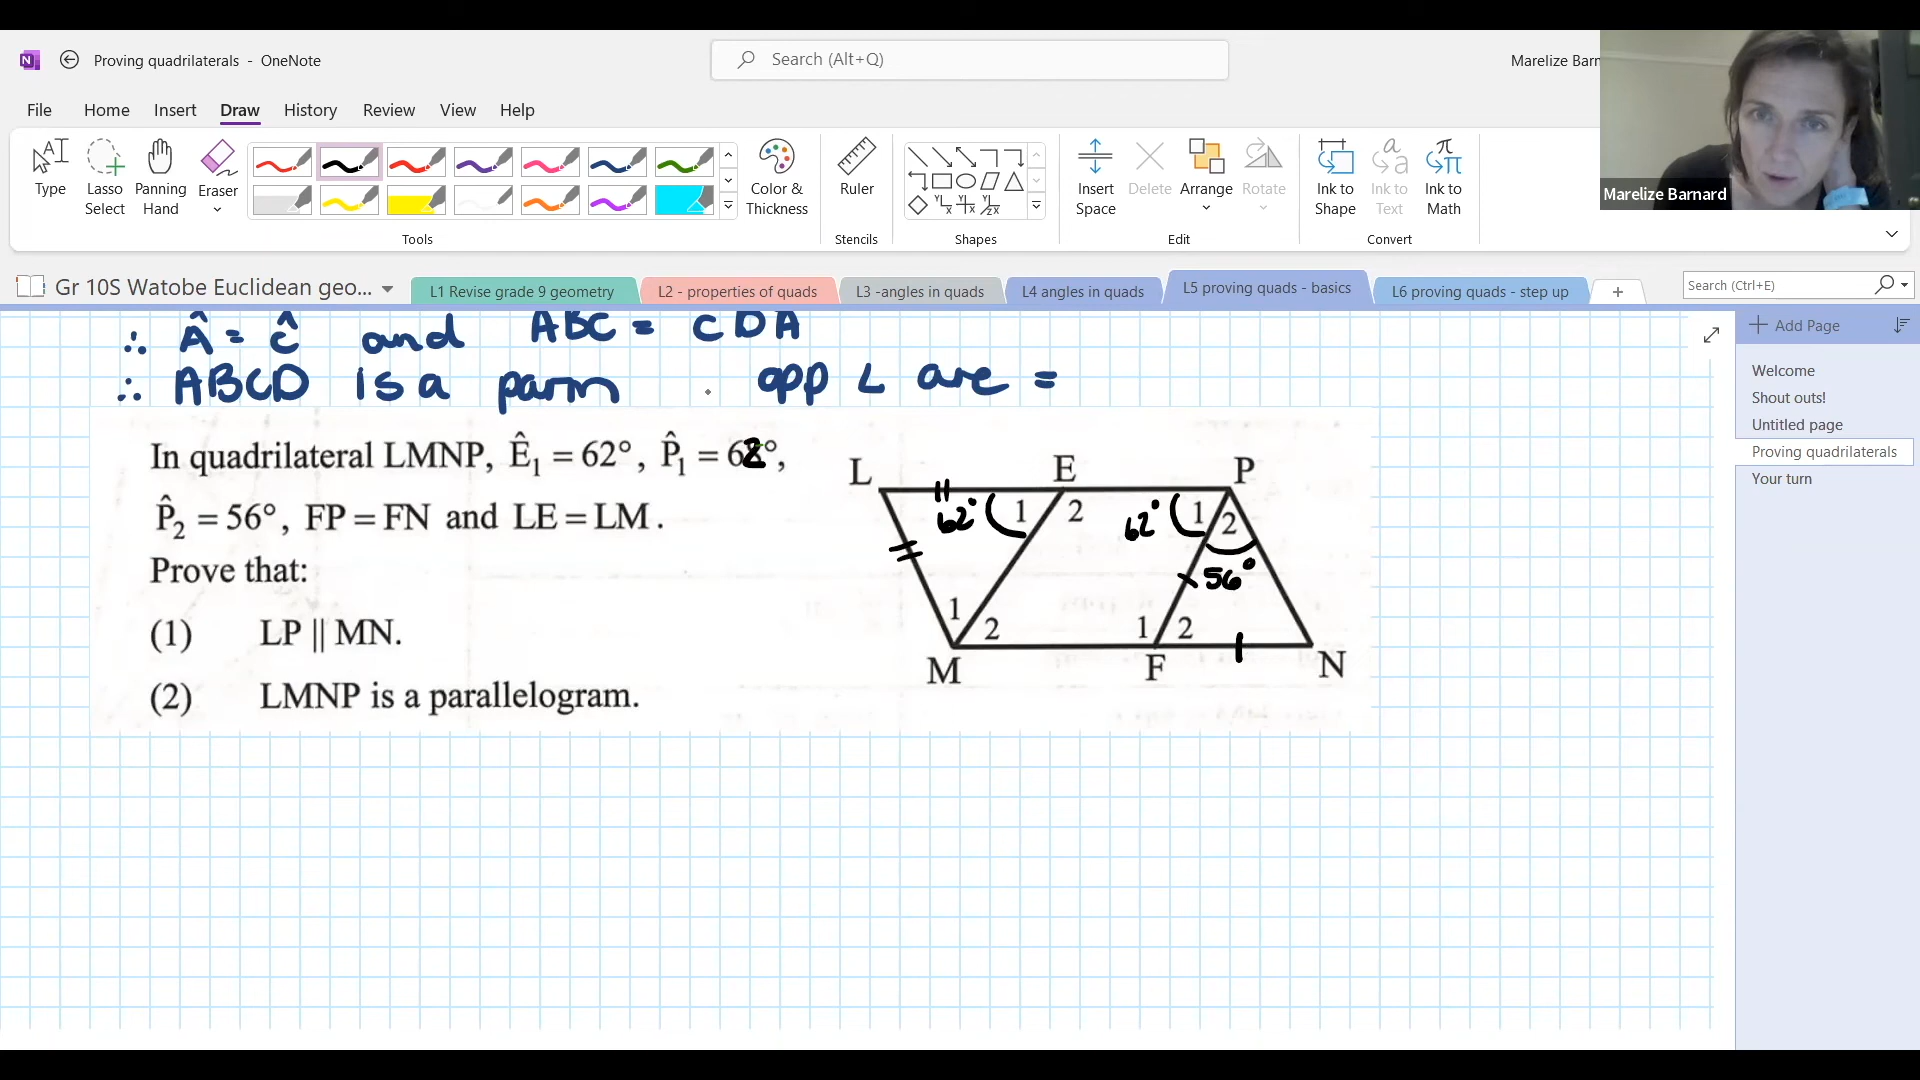 Proving quadrilaterals - OneNote
Search (Alt+Q)
Marelize Barn
File Home Insert Draw History Review View Help
Type
Lasso Select
Panning Hand
Eraser
Color & Thickness
Ruler
Insert Space
Delete
Arrange
Rotate
Ink to Shape
Ink to Text
Ink to Math
Marelize Barnard
Tools Stencils Shapes Edit Convert
Gr 10S Watobe Euclidean geo...
L1 Revise grade 9 geometry
L2 - properties of quads
L3 -angles in quads
L4 angles in quads
L5 proving quads - basics
L6 proving quads - step up
Search (Ctrl+E)
Add Page
Welcome
Shout outs!
Untitled page
Proving quadrilaterals
Your turn
∴ Â = ĉ and ABC = CDA
∴ ABCD is a parm opp ∠ are =
In quadrilateral LMNP, Ê₁ = 62°, P̂₁ = 62°,
P̂₂ = 56°, FP = FN and LE = LM.
Prove that:
(1) LP || MN.
(2) LMNP is a parallelogram.
L E P
62° 1 2 62° 1 2
56°
1 2 1 2
M F N